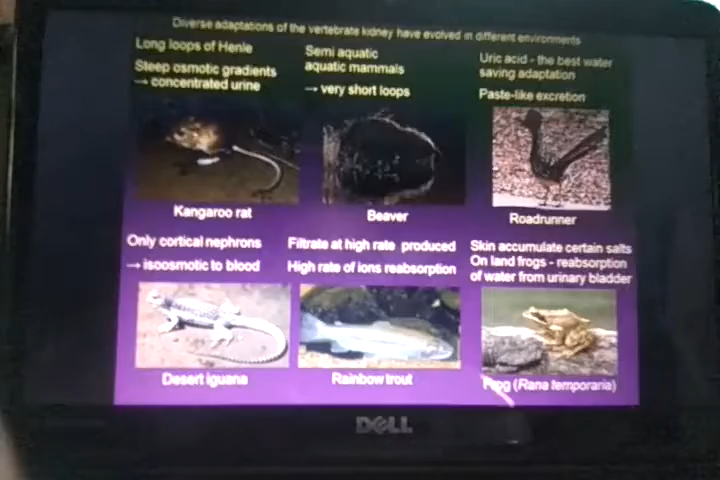 Diverse adaptations of the vertebrate kidney have evolved in different environments
Long loops of Henle
Steep osmotic gradients
→ concentrated urine
Semi aquatic
aquatic mammals
→ very short loops
Uric acid - the best water
saving adaptation
Paste-like excretion
Kangaroo rat
Beaver
Roadrunner
Only cortical nephrons
→ isoosmotic to blood
Filtrate at high rate produced
High rate of ions reabsorption
Skin accumulate certain salts
On land frogs - reabsorption
of water from urinary bladder
Desert iguana
Rainbow trout
Frog (Rana temporaria)
DELL